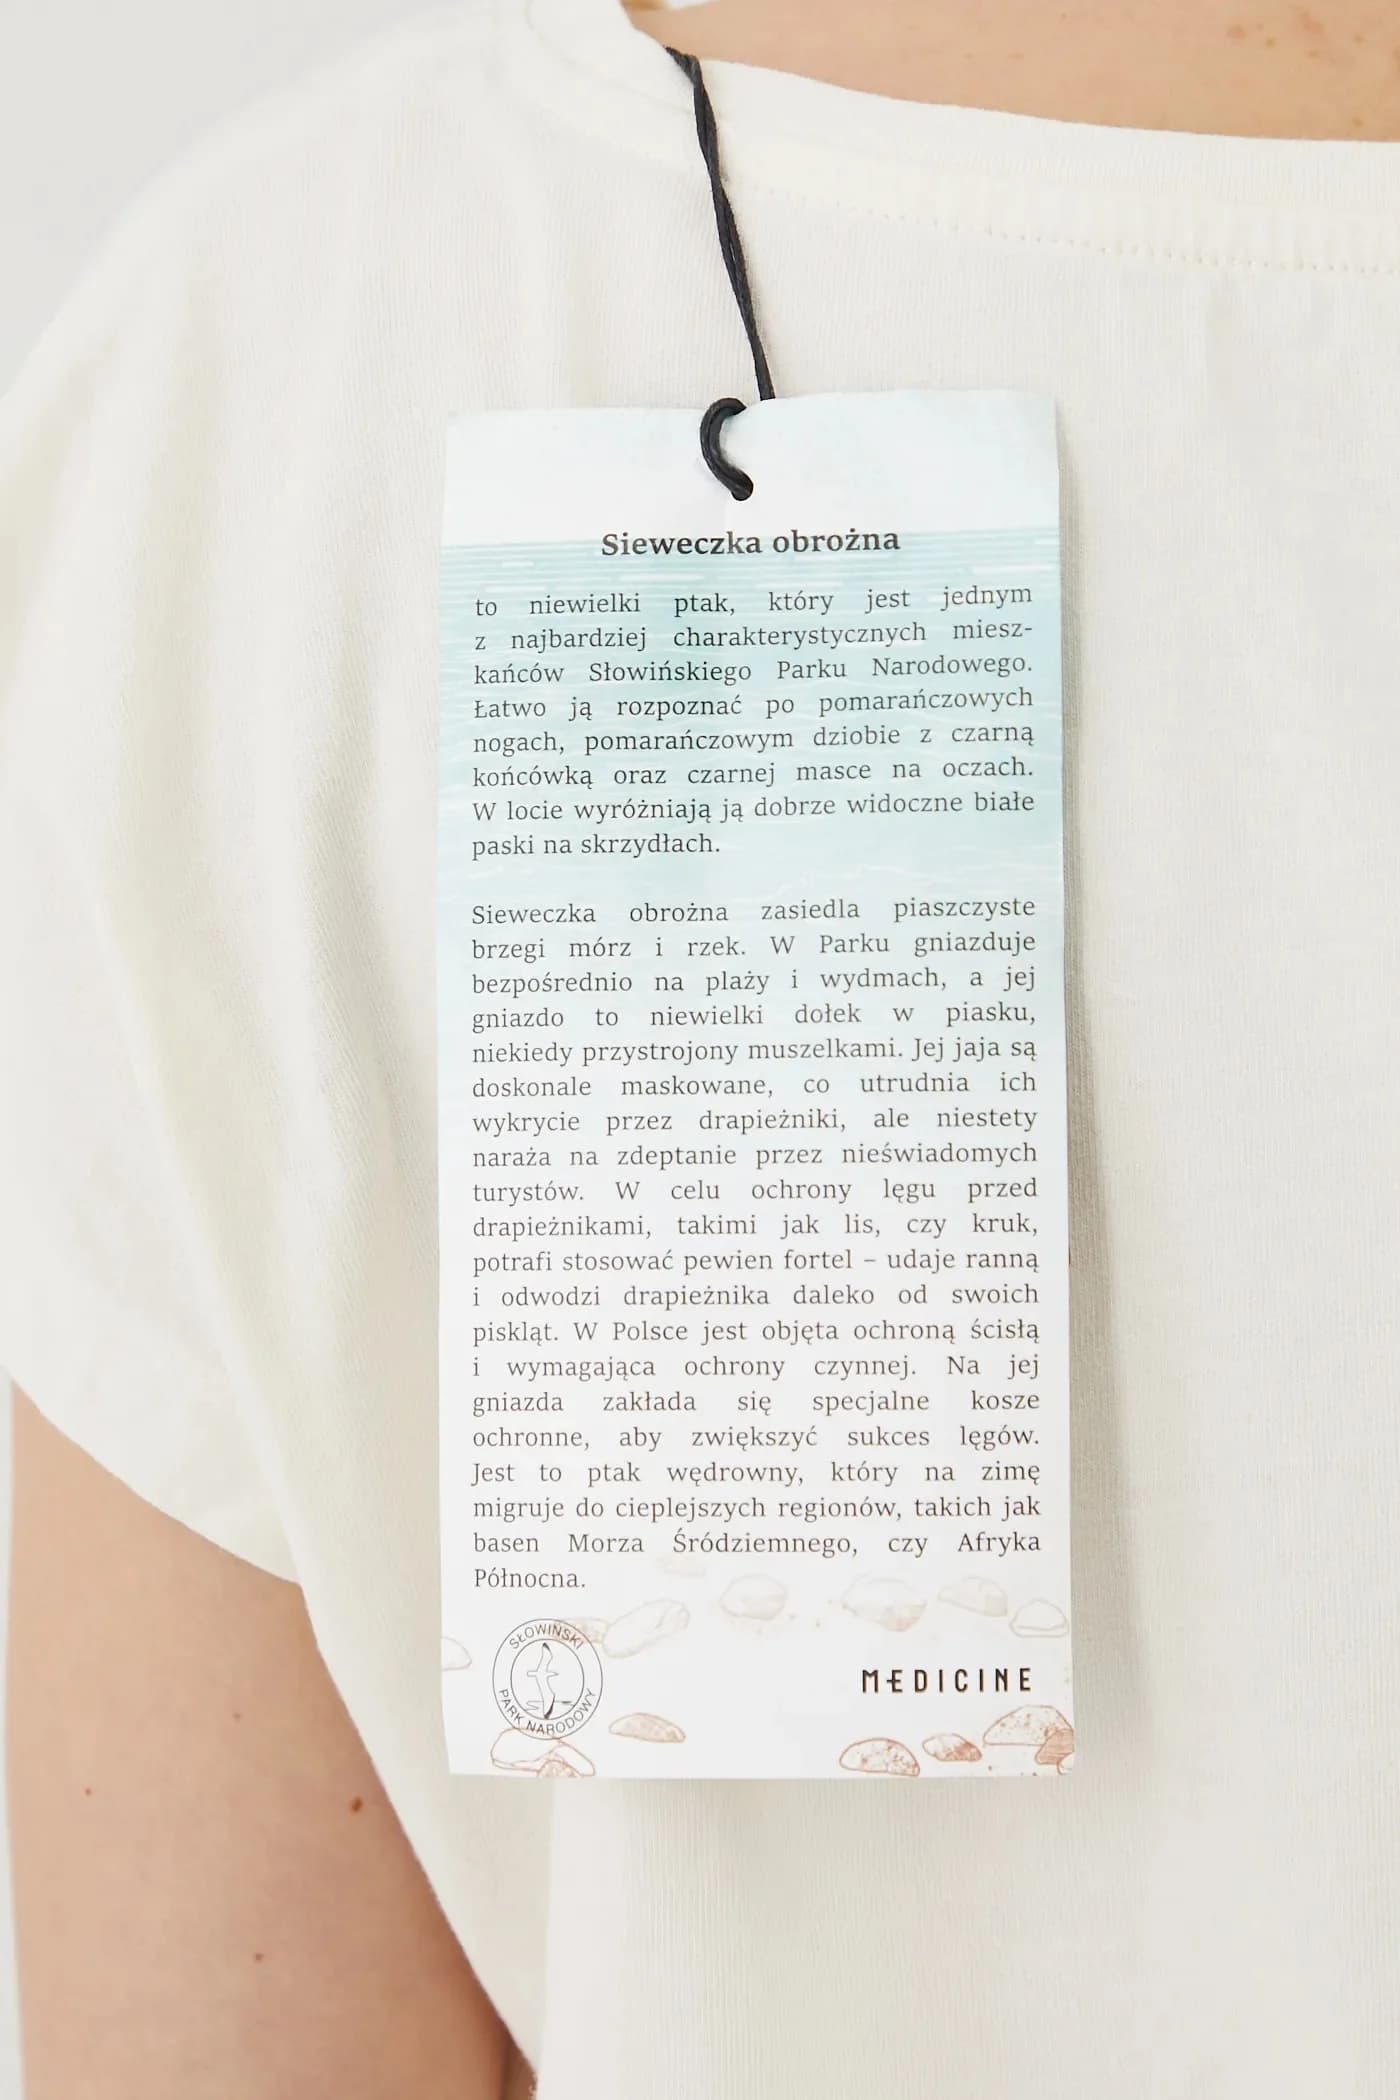 Sieweczka obrożna
to niewielki ptak, który jest jednym
z najbardziej charakterystycznych miesz-
kańców Słowińskiego Parku Narodowego.
Łatwo ją rozpoznać po pomarańczowych
nogach, pomarańczowym dziobie z czarną
końcówką oraz czarnej masce na oczach.
W locie wyróżniają ją dobrze widoczne białe
paski na skrzydłach.
Sieweczka obrożna zasiedla piaszczyste
brzegi mórz i rzek. W Parku gniazduje
bezpośrednio na plaży i wydmach, a jej
gniazdo to niewielki dołek w piasku,
niekiedy przystrojony muszelkami. Jej jaja są
doskonale maskowane, co utrudnia ich
wykrycie przez drapieżniki, ale niestety
naraża na zdeptanie przez nieświadomych
turystów. W celu ochrony lęgu przed
drapieżnikami, takimi jak lis, czy kruk,
potrafi stosować pewien fortel – udaje ranną
i odwodzi drapieżnika daleko od swoich
piskląt. W Polsce jest objęta ochroną ścisłą
i wymagająca ochrony czynnej. Na jej
gniazda zakłada się specjalne kosze
ochronne, aby zwiększyć sukces lęgów.
Jest to ptak wędrowny, który na zimę
migruje do cieplejszych regionów, takich jak
basen Morza Śródziemnego, czy Afryka
Północna.
SŁOWIŃSKI
PARK NARODOWY
MEDICINE